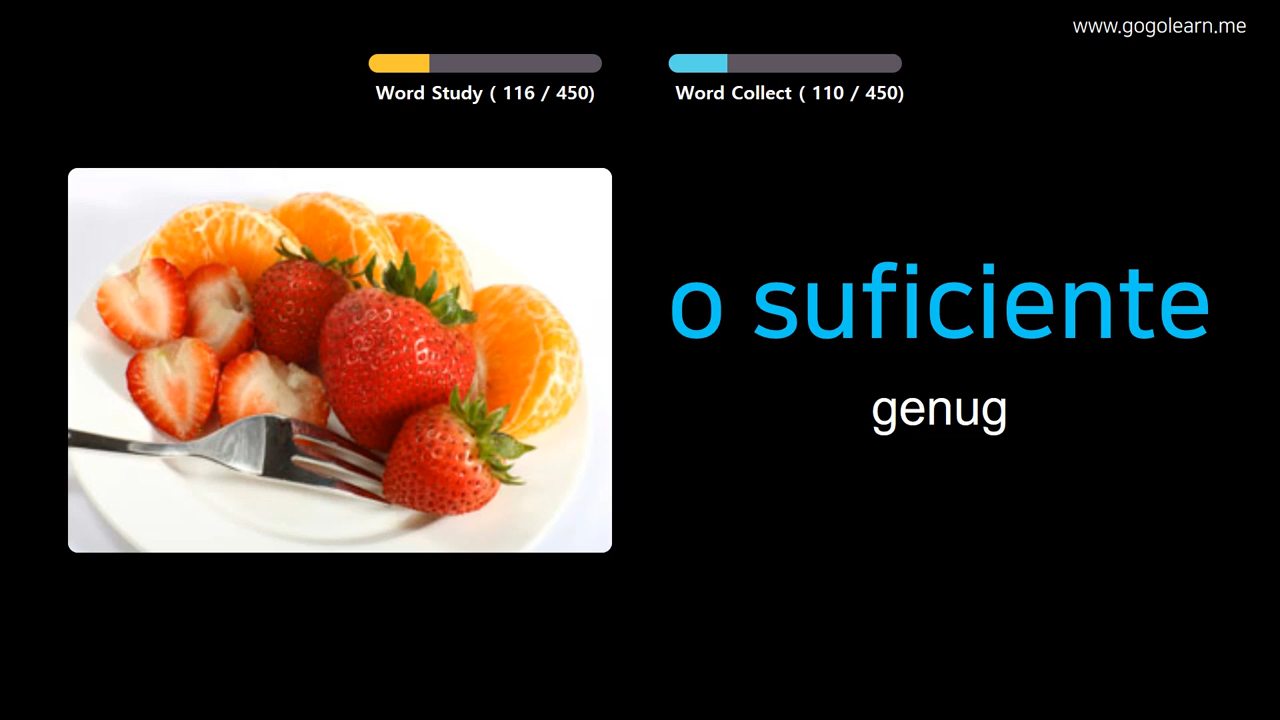 www.gogolearn.me
Word Study ( 116 / 450)
Word Collect ( 110 / 450)
o suficiente
genug